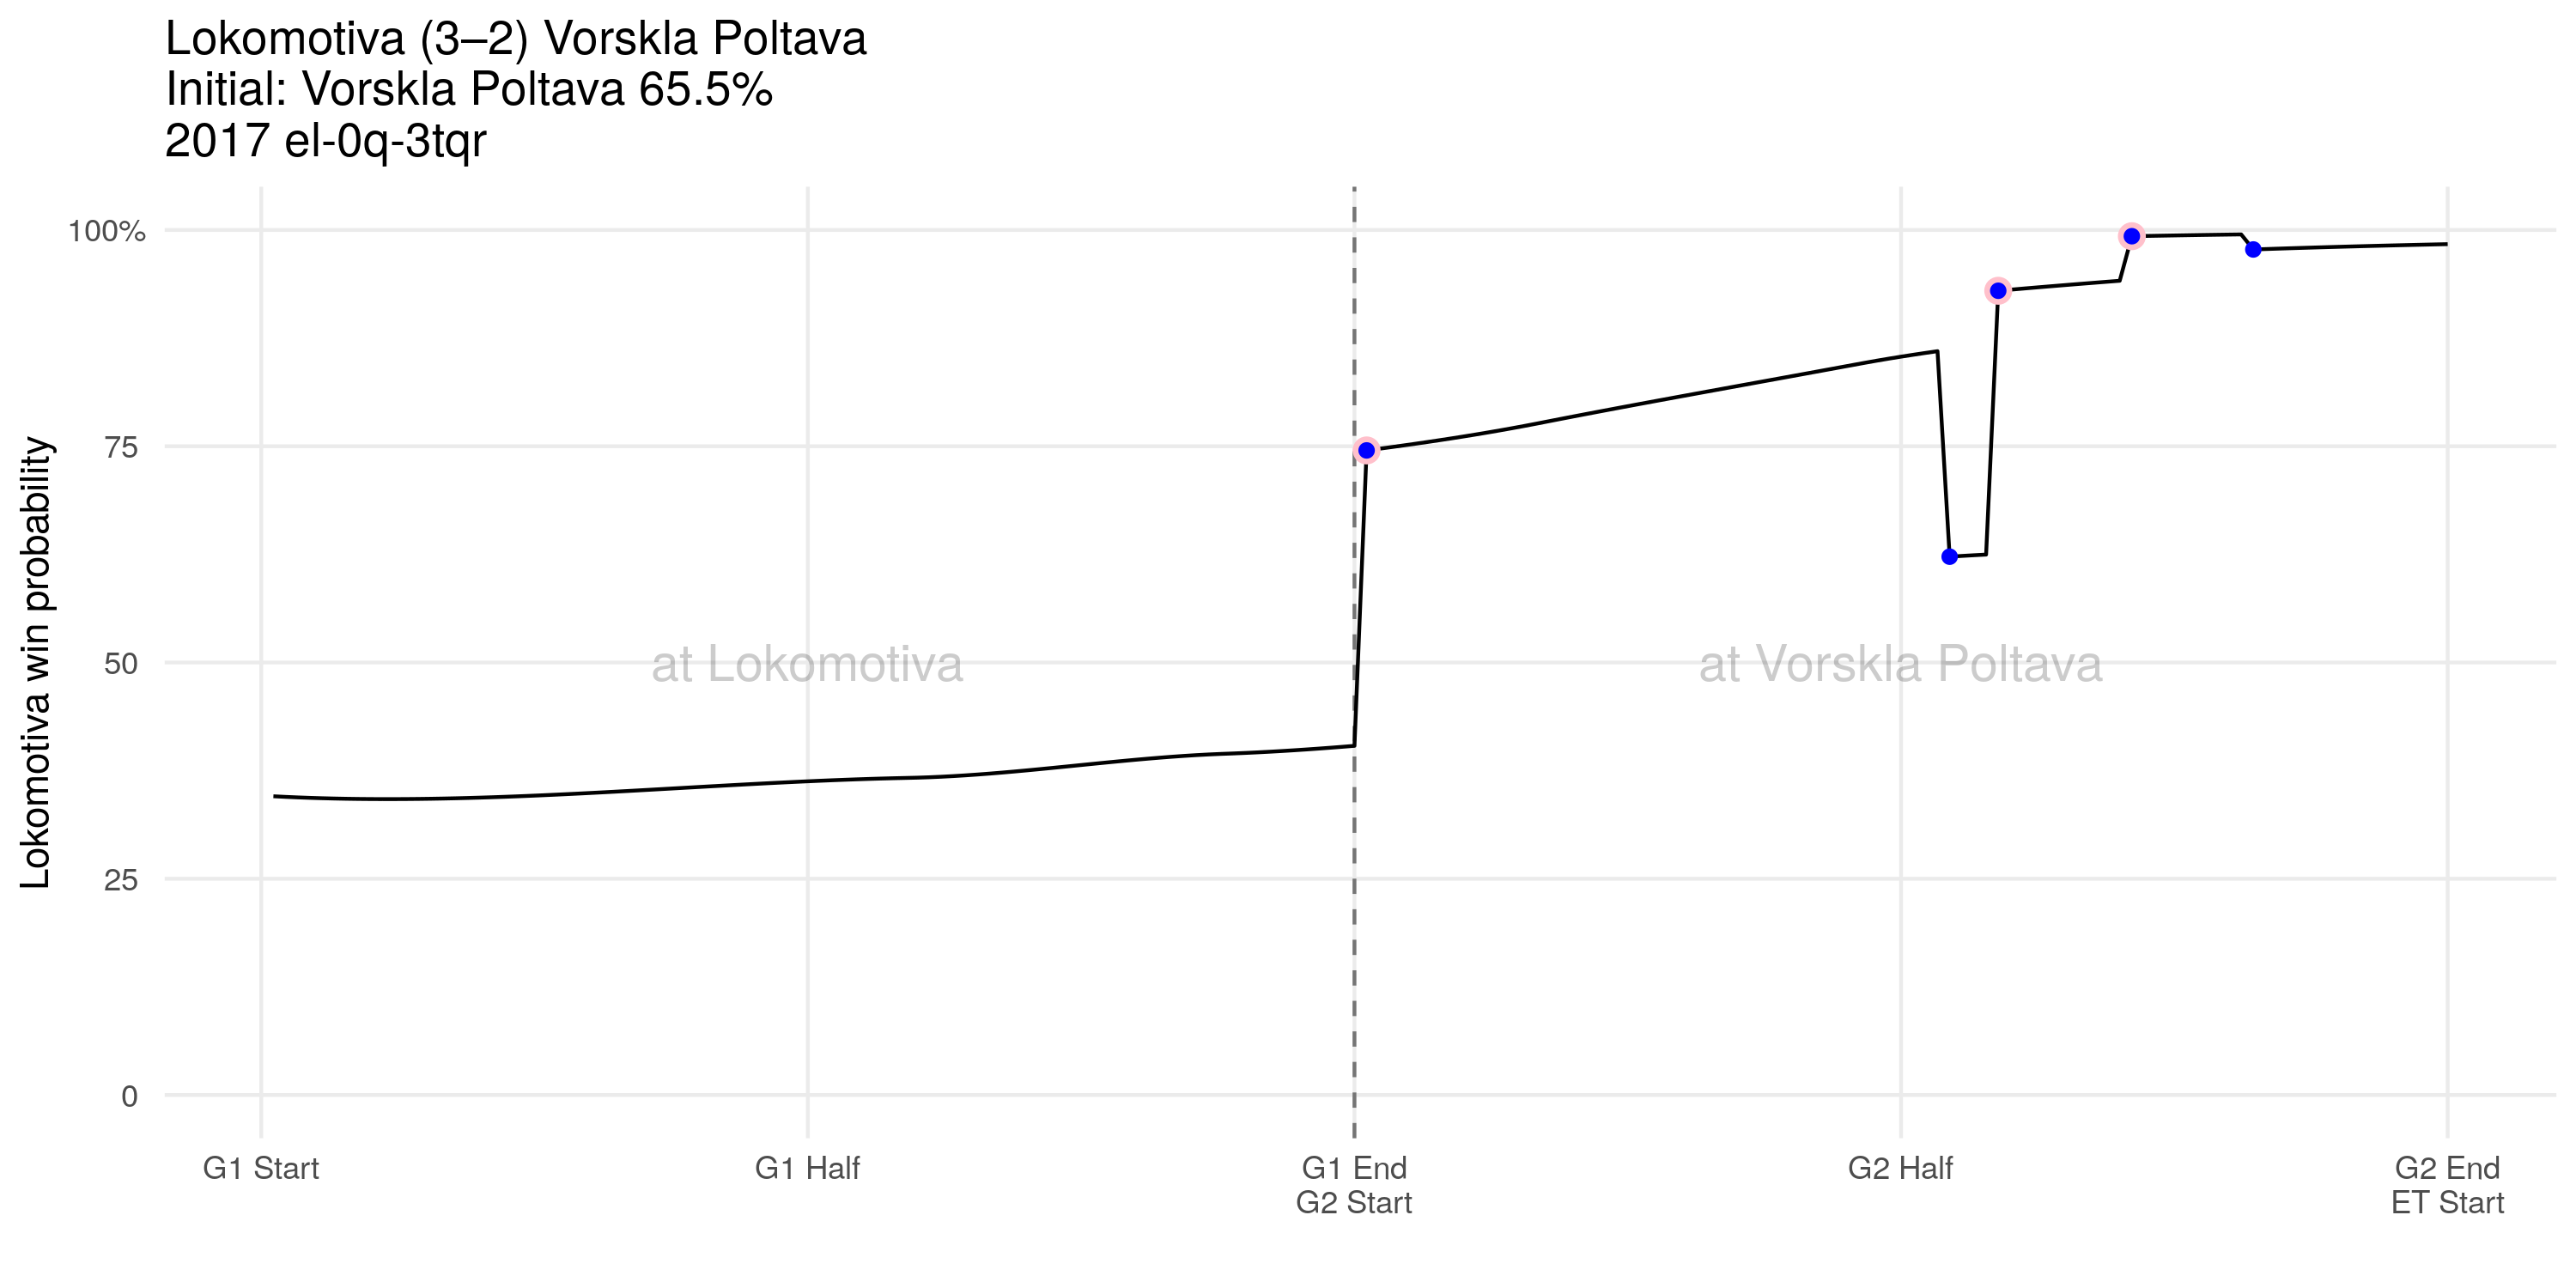 Lokomotiva (3–2) Vorskla Poltava
Initial: Vorskla Poltava 65.5%
2017 el-0q-3tqr
Lokomotiva win probability
100%
75
50
25
0
at Lokomotiva
at Vorskla Poltava
G1 Start
G1 Half
G1 End
G2 Start
G2 Half
G2 End
ET Start